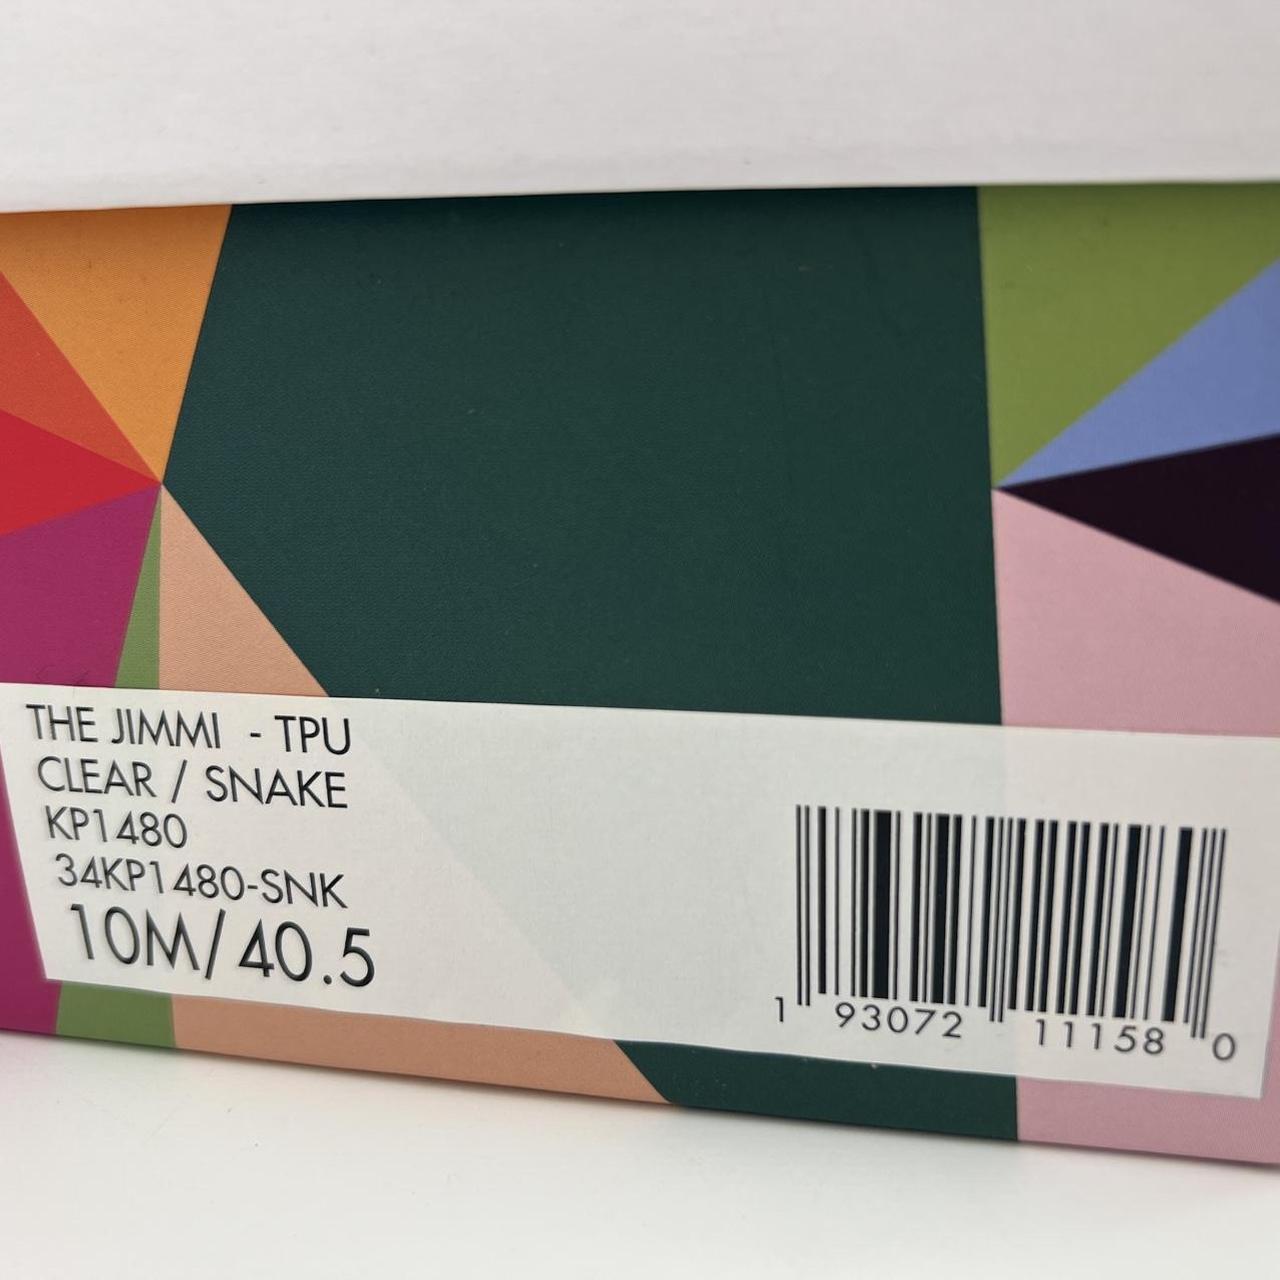 THE JIMMI - TPU
CLEAR / SNAKE
KP1480
34KP1480-SNK
10M/40.5
1 93072 11158 0